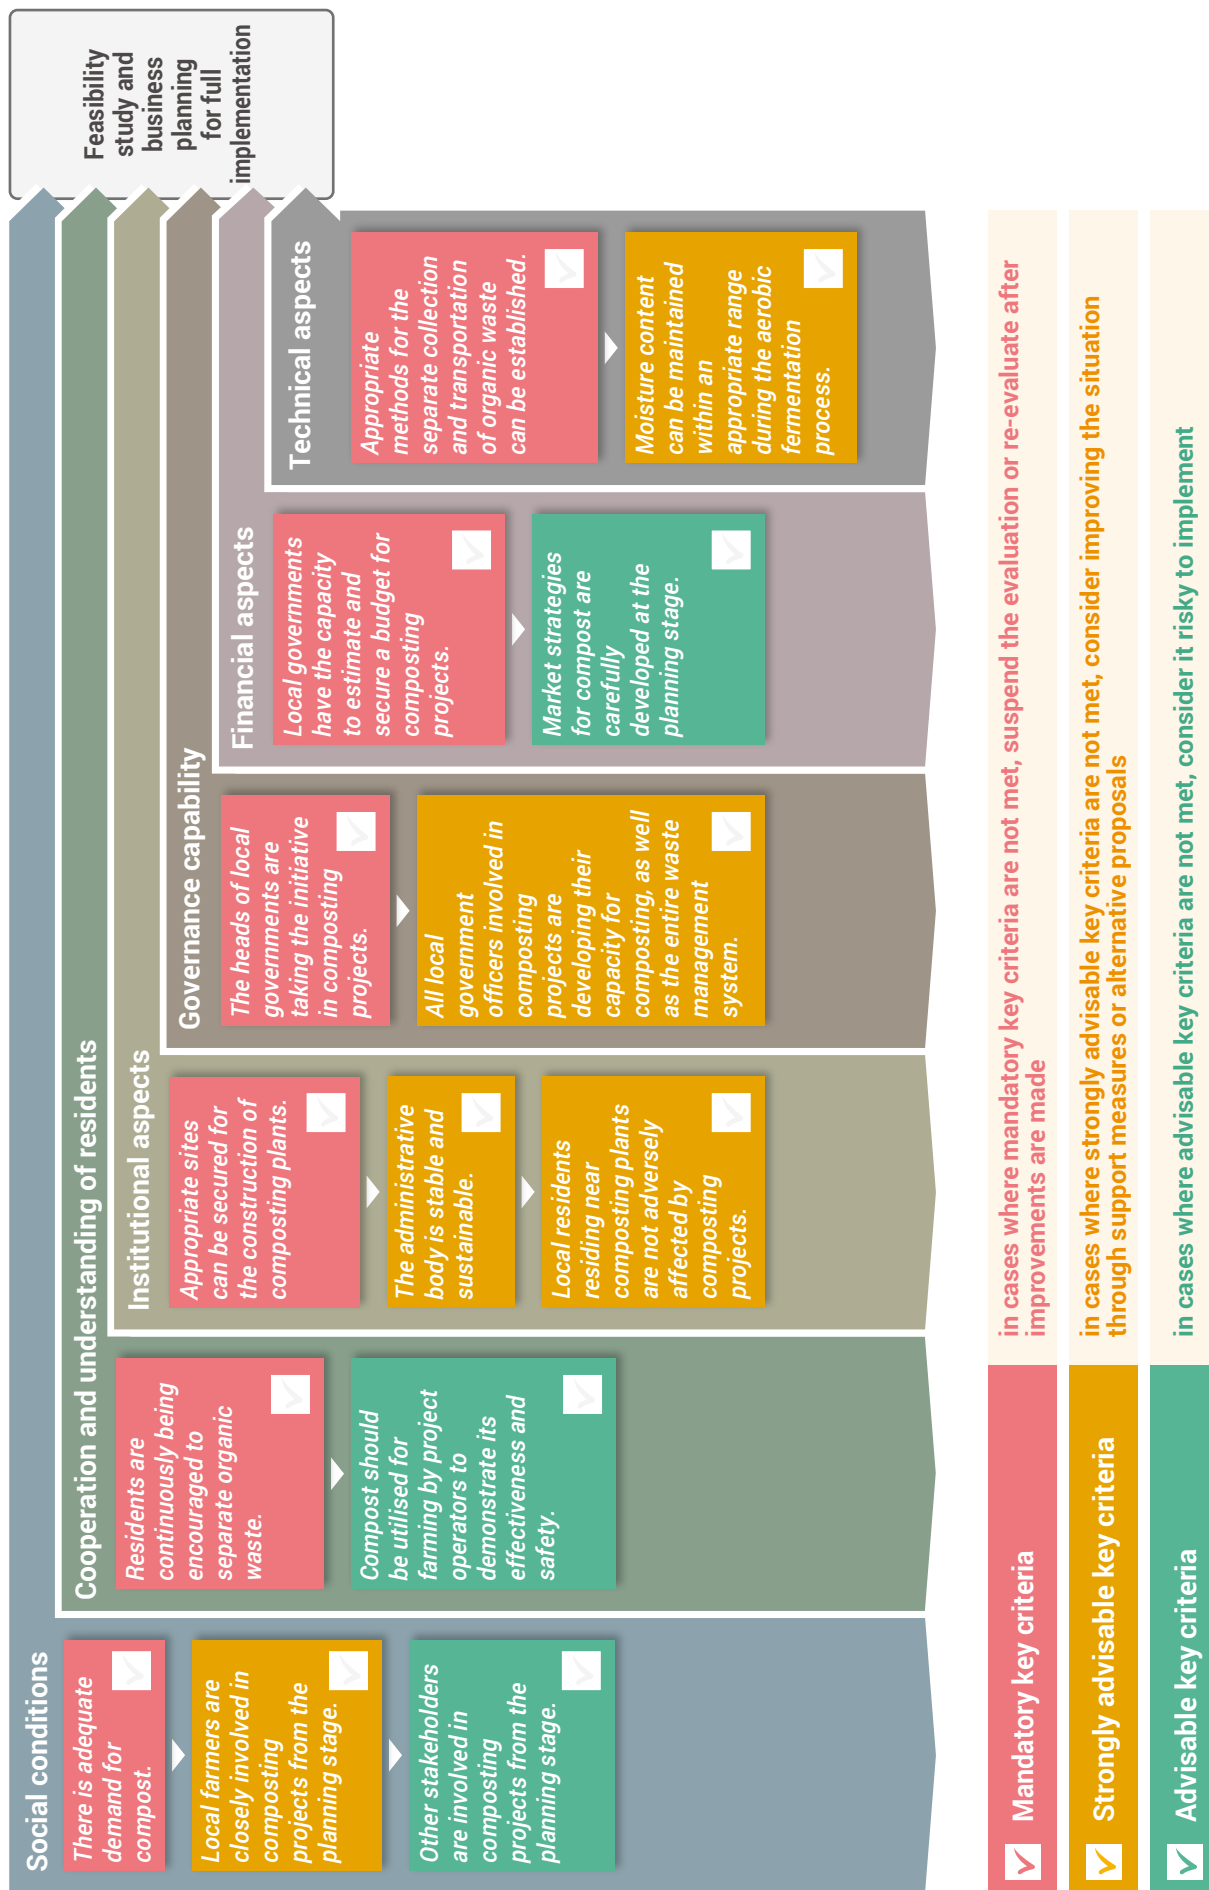 Social conditions
There is adequate
demand for
compost.
Local farmers are
closely involved in
composting
projects from the
planning stage.
Other stakeholders
are involved in
composting
projects from the
planning stage.
Cooperation and understanding of residents
Residents are
continuously being
encouraged to
separate organic
waste.
Compost should
be utilised for
farming by project
operators to
demonstrate its
effectiveness and
safety.
Institutional aspects
Appropriate sites
can be secured for
the construction of
composting plants.
The administrative
body is stable and
sustainable.
Local residents
residing near
composting plants
are not adversely
affected by
composting
projects.
Governance capability
The heads of local
governments are
taking the initiative
in composting
projects.
All local
government
officers involved in
composting
projects are
developing their
capacity for
composting, as well
as the entire waste
management
system.
Financial aspects
Local governments
have the capacity
to estimate and
secure a budget for
composting
projects.
Market strategies
for compost are
carefully
developed at the
planning stage.
Technical aspects
Appropriate
methods for the
separate collection
and transportation
of organic waste
can be established.
Moisture content
can be maintained
within an
appropriate range
during the aerobic
fermentation
process.
Feasibility
study and
business
planning
for full
implementation
Mandatory key criteria
in cases where mandatory key criteria are not met, suspend the evaluation or re-evaluate after
improvements are made
Strongly advisable key criteria
in cases where strongly advisable key criteria are not met, consider improving the situation
through support measures or alternative proposals
Advisable key criteria
in cases where advisable key criteria are not met, consider it risky to implement